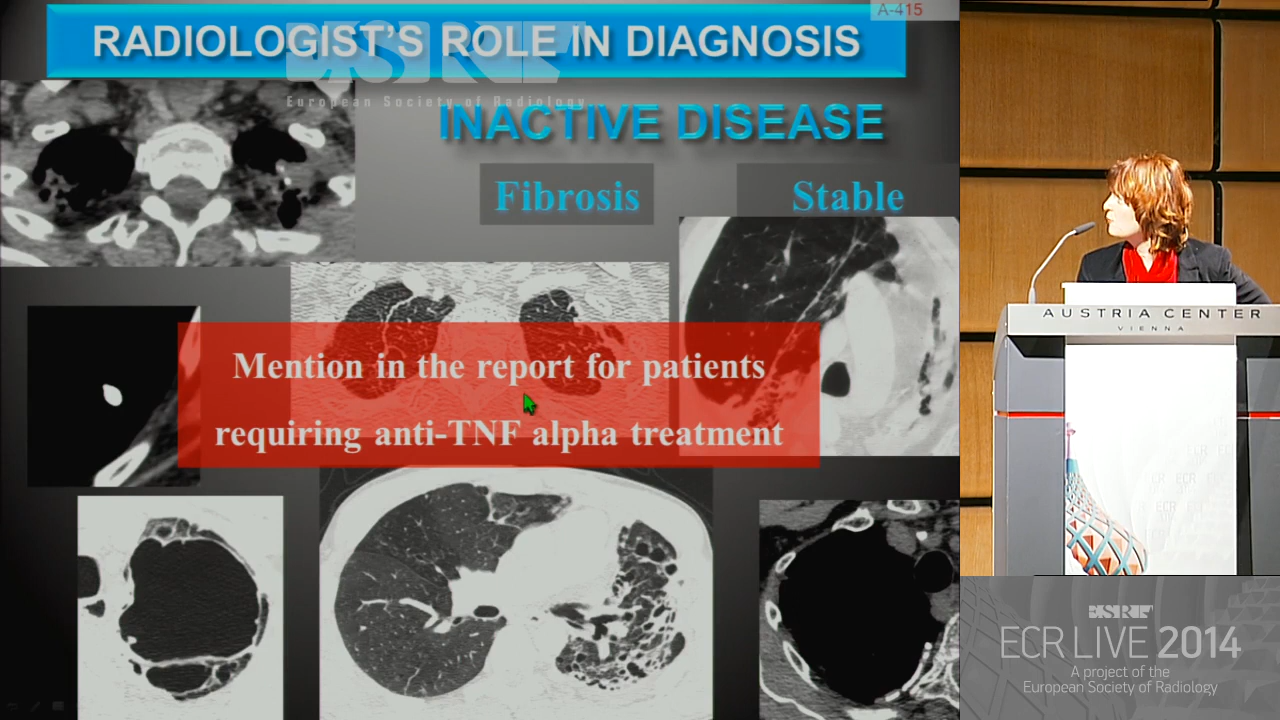 A-415
RADIOLOGIST'S ROLE IN DIAGNOSIS
European Society of Radiology
INACTIVE DISEASE
Fibrosis
Stable
Mention in the report for patients
requiring anti-TNF alpha treatment
AUSTRIA CENTER
VIENNA
ECR LIVE 2014
A project of the
European Society of Radiology